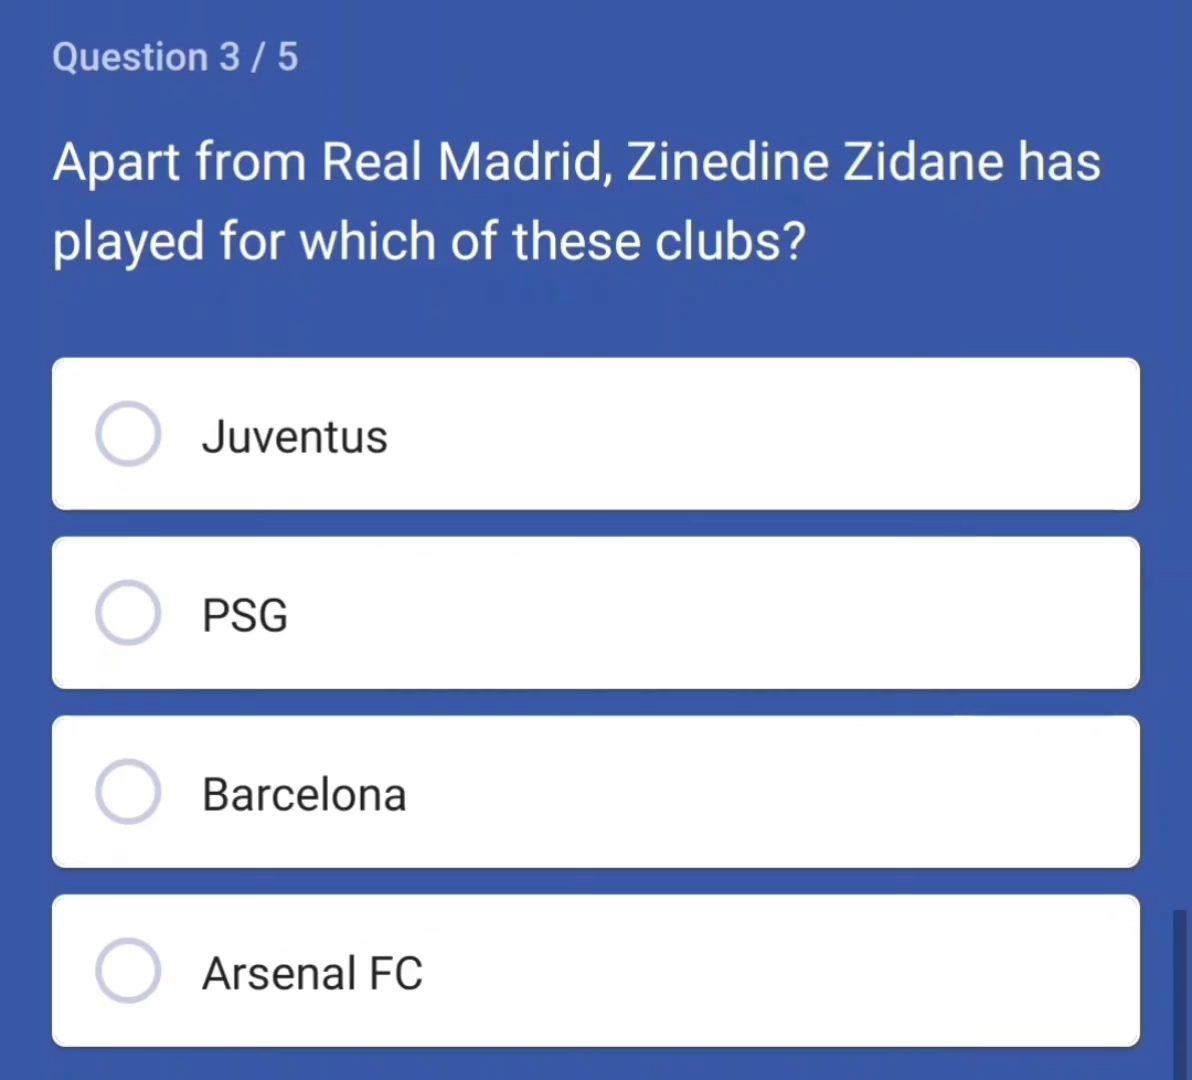 Question 3 / 5
Apart from Real Madrid, Zinedine Zidane has
played for which of these clubs?
Juventus
PSG
Barcelona
Arsenal FC